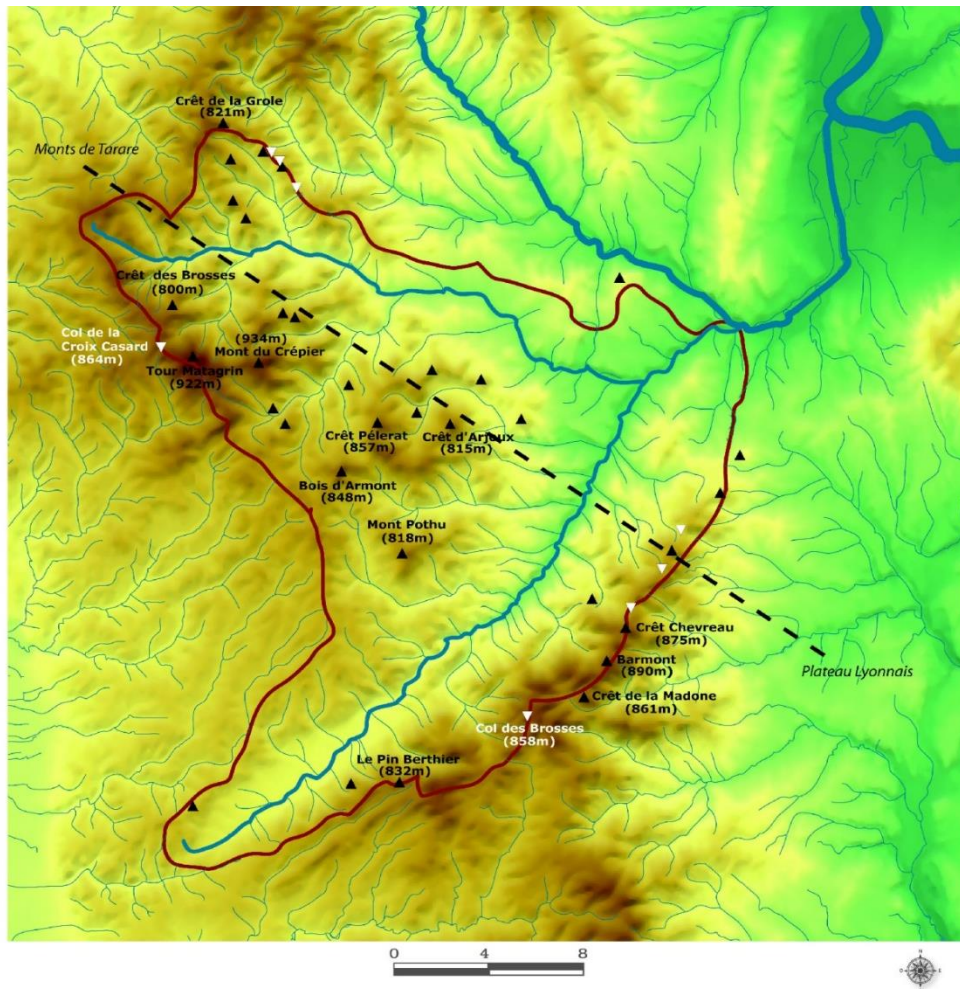 Crêt de la Grole
(821m)
Monts de Tarare
Crêt des Brosses
(800m)
Col de la
Croix Casard
(864m)
(934m)
Mont du Crépier
Tour Matagrin
(922m)
Crêt Pélerat
(857m)
Crêt d'Arjoux
(815m)
Bois d'Armont
(848m)
Mont Pothu
(818m)
Crêt Chevreau
(875m)
Barmont
(890m)
Plateau Lyonnais
Crêt de la Madone
(861m)
Col des Brosses
(858m)
Le Pin Berthier
(832m)
0 4 8